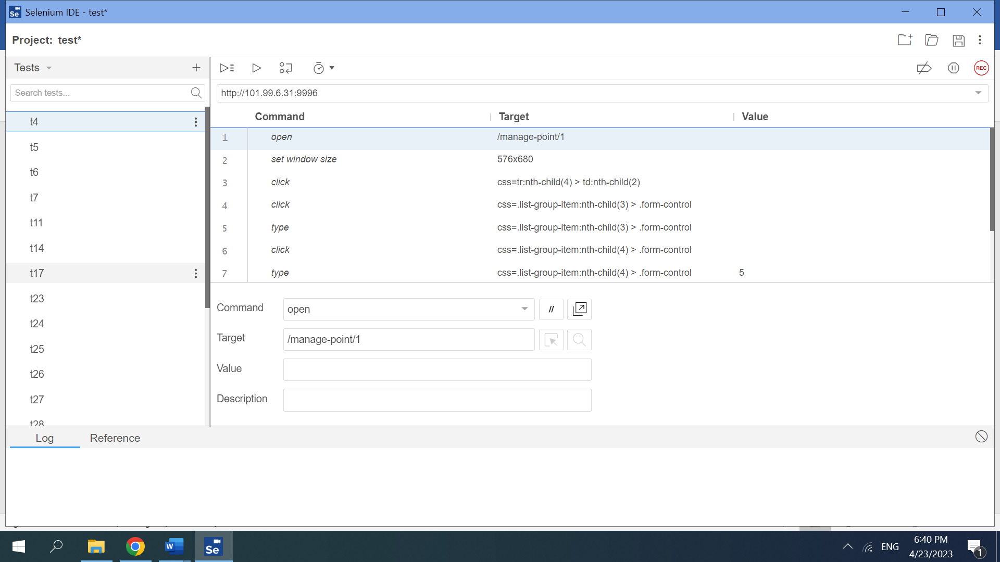 Selenium IDE - test*
Project: test*
Tests
Search tests...
http://101.99.6.31:9996
REC
Command Target Value
t4
t5
t6
t7
t11
t14
t17
t23
t24
t25
t26
t27
t28
1 open /manage-point/1
2 set window size 576x680
3 click css=tr:nth-child(4) > td:nth-child(2)
4 click css=.list-group-item:nth-child(3) > .form-control
5 type css=.list-group-item:nth-child(3) > .form-control
6 click css=.list-group-item:nth-child(4) > .form-control
7 type css=.list-group-item:nth-child(4) > .form-control 5
Command open //
Target /manage-point/1
Value
Description
Log Reference
W
Se
ENG
6:40 PM
4/23/2023
1